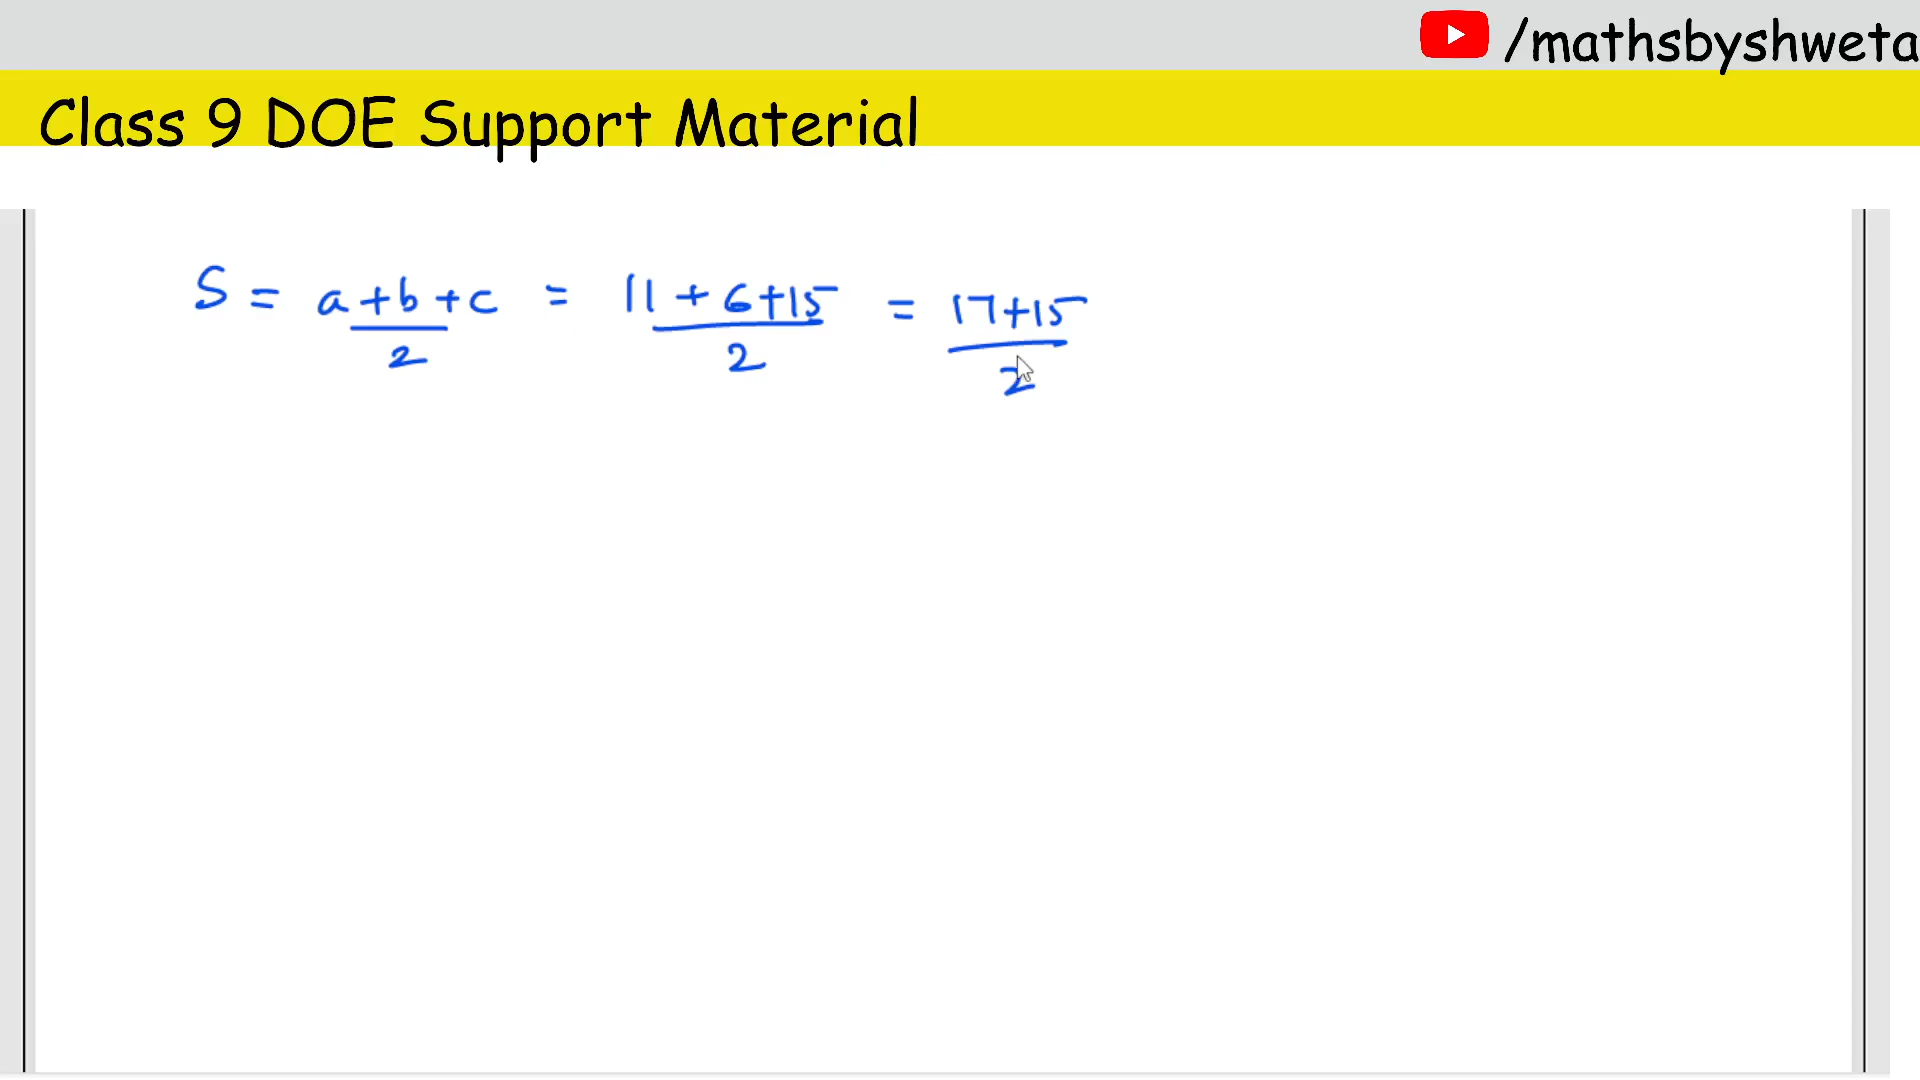 /mathsbyshweta
Class 9 DOE Support Material
S = a+b+c/2 = 11+6+15/2 = 17+15/2